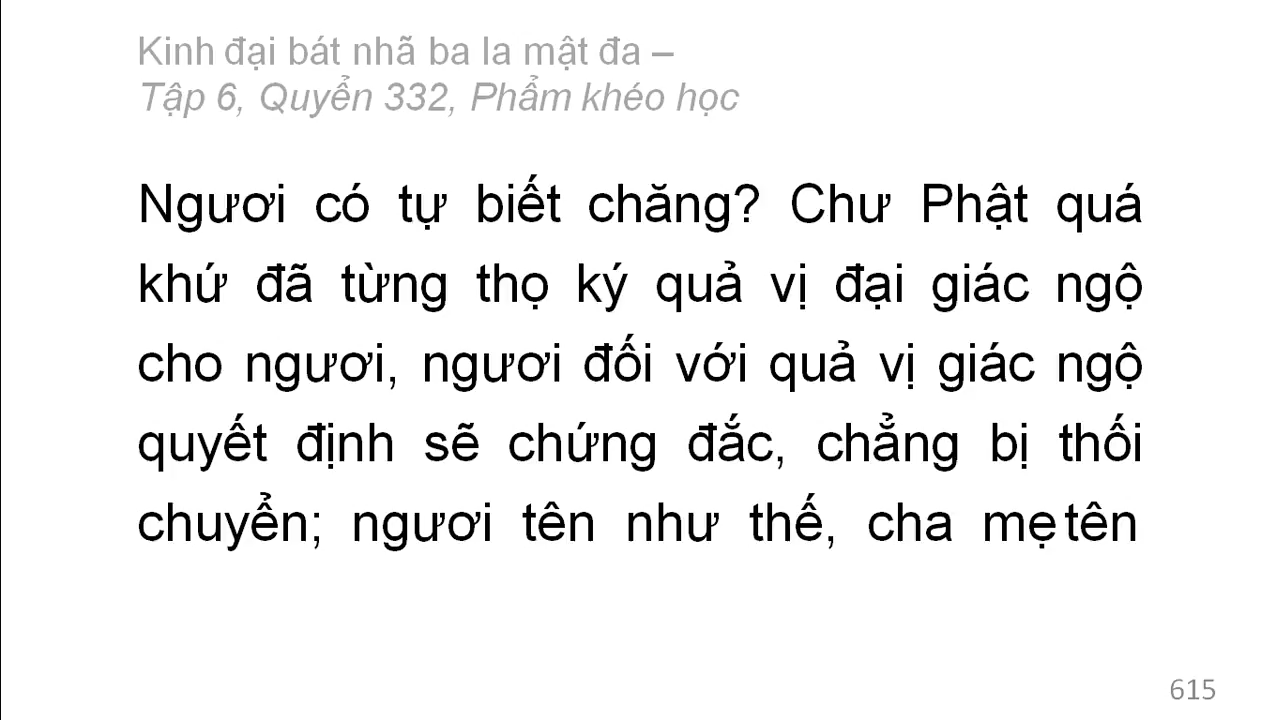 Kinh đại bát nhã ba la mật đa –
Tập 6, Quyển 332, Phẩm khéo học
Ngươi có tự biết chăng? Chư Phật quá
khứ đã từng thọ ký quả vị đại giác ngộ
cho ngươi, ngươi đối với quả vị giác ngộ
quyết định sẽ chứng đắc, chẳng bị thối
chuyển; ngươi tên như thế, cha mẹ tên
615